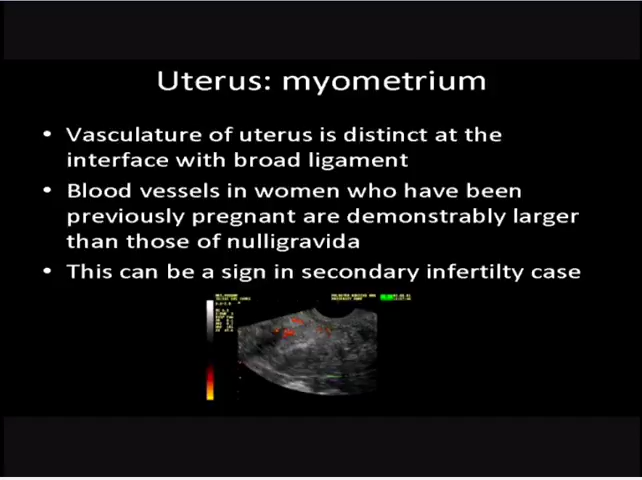 Uterus: myometrium
• Vasculature of uterus is distinct at the
interface with broad ligament
• Blood vessels in women who have been
previously pregnant are demonstrably larger
than those of nulligravida
• This can be a sign in secondary infertilty case